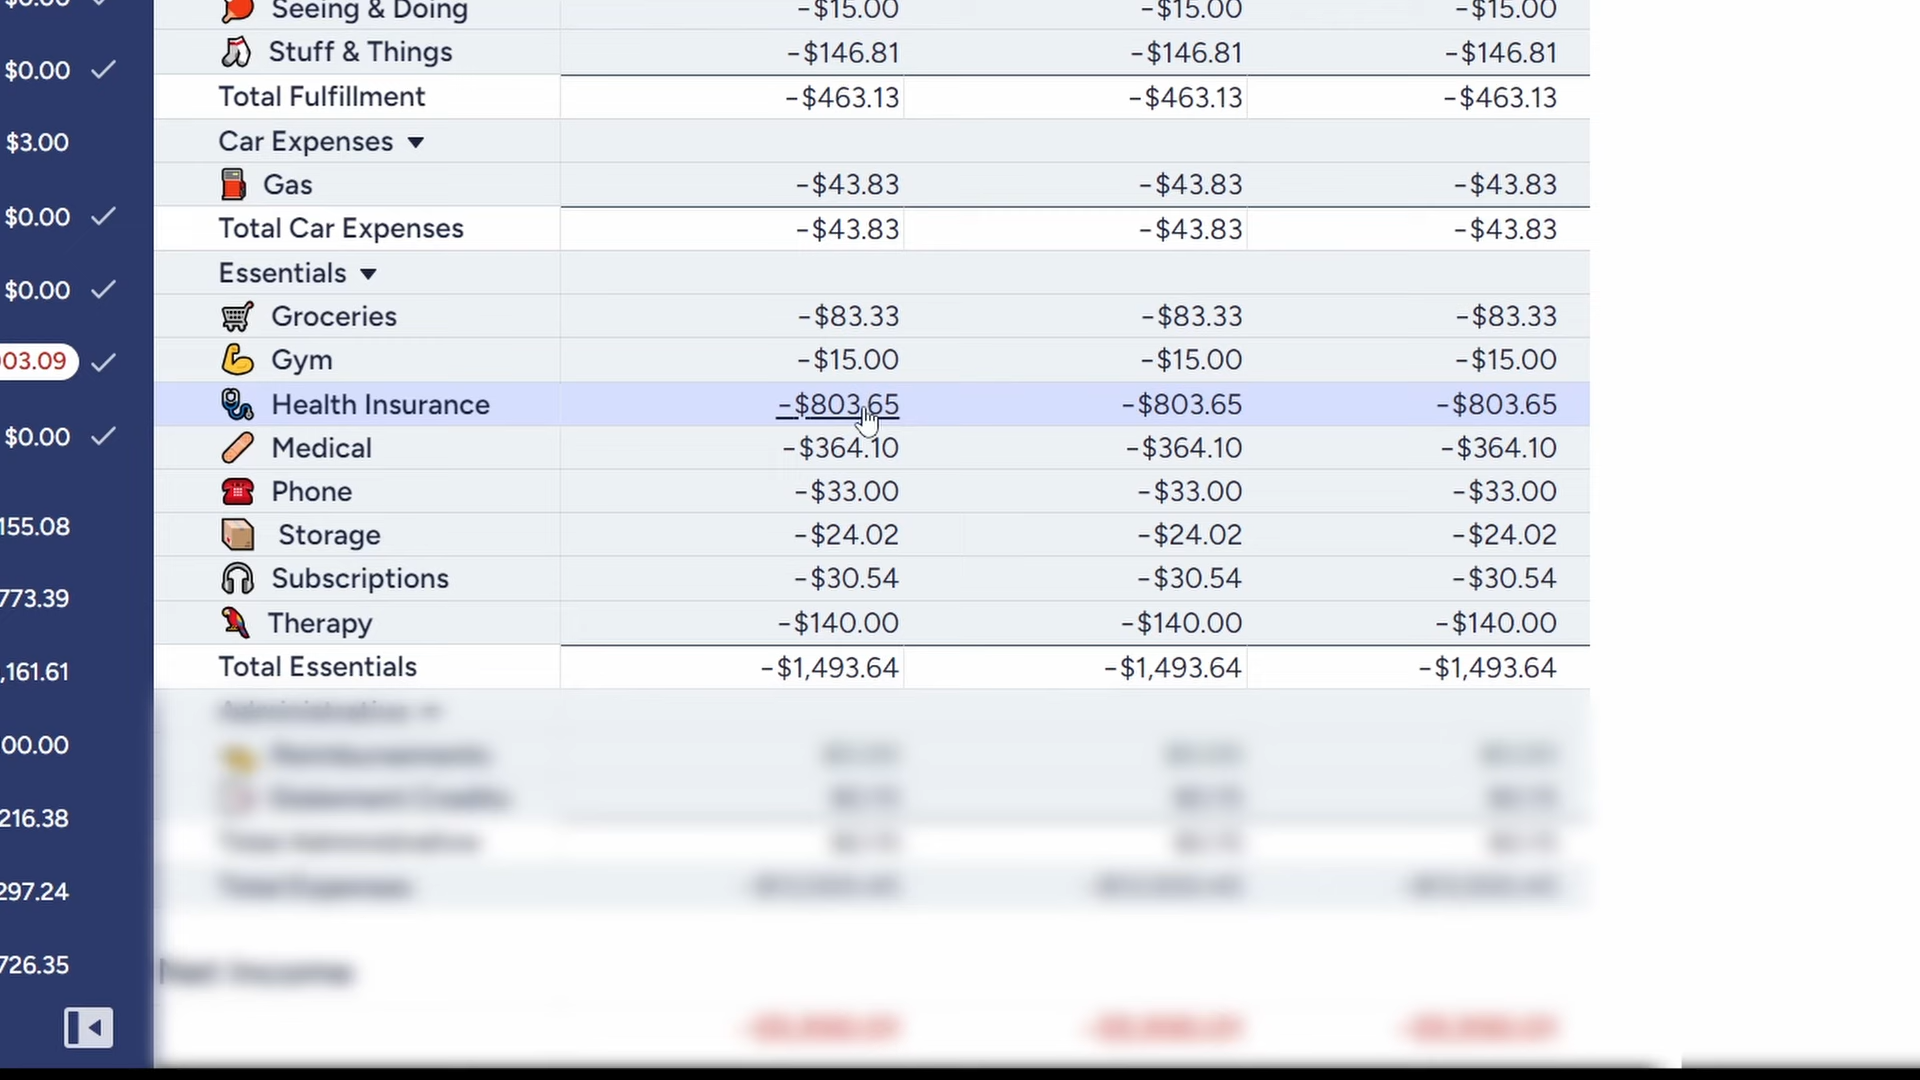 Seeing & Doing -$15.00 -$15.00 -$15.00
$0.00 Stuff & Things -$146.81 -$146.81 -$146.81
Total Fulfillment -$463.13 -$463.13 -$463.13
$3.00 Car Expenses
Gas -$43.83 -$43.83 -$43.83
$0.00 Total Car Expenses -$43.83 -$43.83 -$43.83
$0.00 Essentials
Groceries -$83.33 -$83.33 -$83.33
03.09 Gym -$15.00 -$15.00 -$15.00
Health Insurance -$803.65 -$803.65 -$803.65
$0.00 Medical -$364.10 -$364.10 -$364.10
Phone -$33.00 -$33.00 -$33.00
155.08 Storage -$24.02 -$24.02 -$24.02
773.39 Subscriptions -$30.54 -$30.54 -$30.54
Therapy -$140.00 -$140.00 -$140.00
,161.61 Total Essentials -$1,493.64 -$1,493.64 -$1,493.64
00.00
216.38
297.24
726.35 Net Income